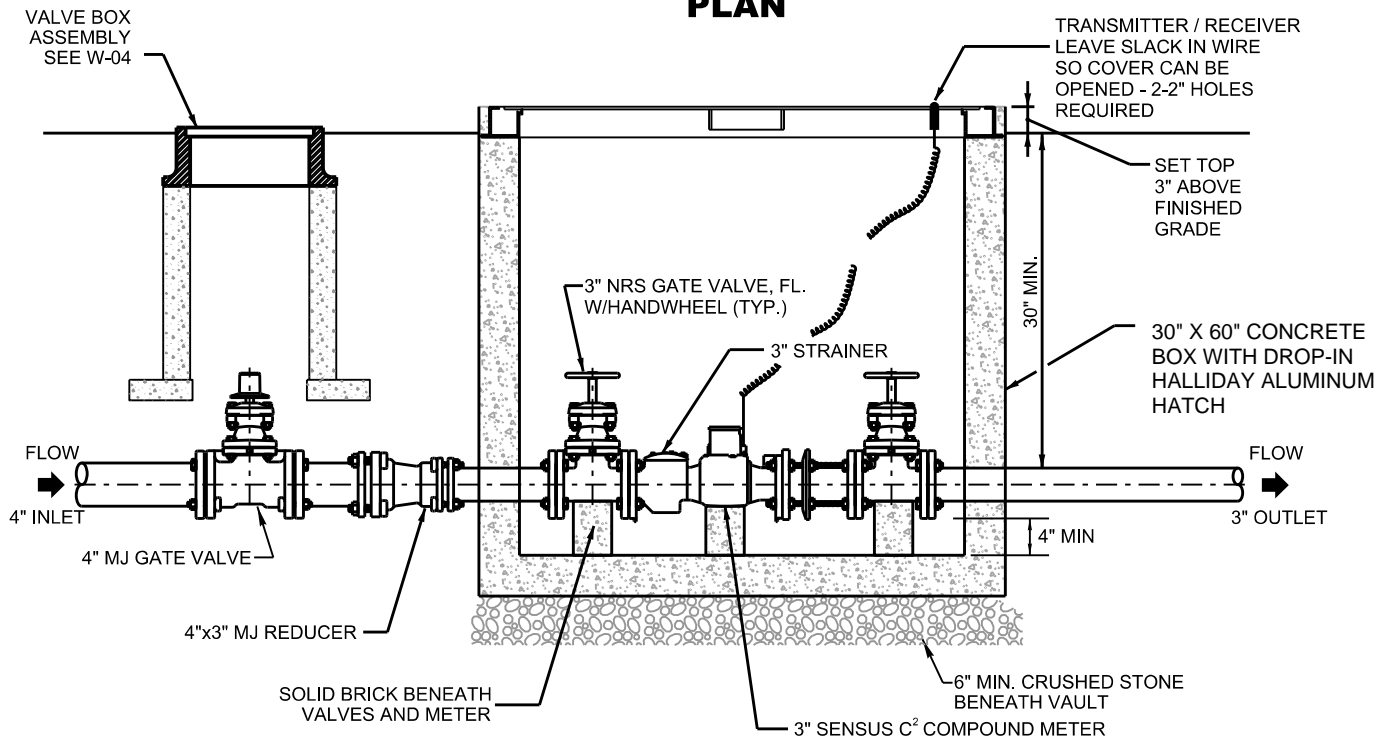 PLAN
VALVE BOX
ASSEMBLY
SEE W-04
TRANSMITTER / RECEIVER
LEAVE SLACK IN WIRE
SO COVER CAN BE
OPENED - 2-2" HOLES
REQUIRED
SET TOP
3" ABOVE
FINISHED
GRADE
30" MIN.
3" NRS GATE VALVE, FL.
W/HANDWHEEL (TYP.)
3" STRAINER
30" X 60" CONCRETE
BOX WITH DROP-IN
HALLIDAY ALUMINUM
HATCH
FLOW
4" INLET
FLOW
3" OUTLET
4" MJ GATE VALVE
4" MIN
4"x3" MJ REDUCER
SOLID BRICK BENEATH
VALVES AND METER
6" MIN. CRUSHED STONE
BENEATH VAULT
3" SENSUS C² COMPOUND METER